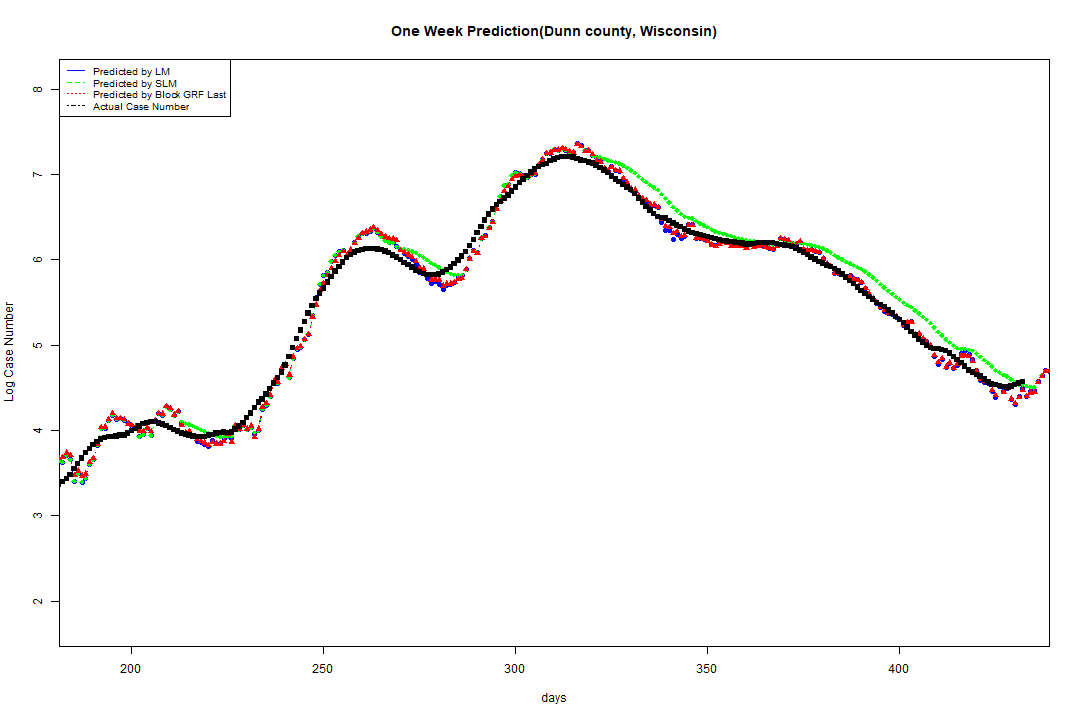 One Week Prediction(Dunn county, Wisconsin)
Predicted by LM
Predicted by SLM
Predicted by Block GRF Last
Actual Case Number
Log Case Number
8
7
6
5
4
3
2
200 250 300 350 400
days